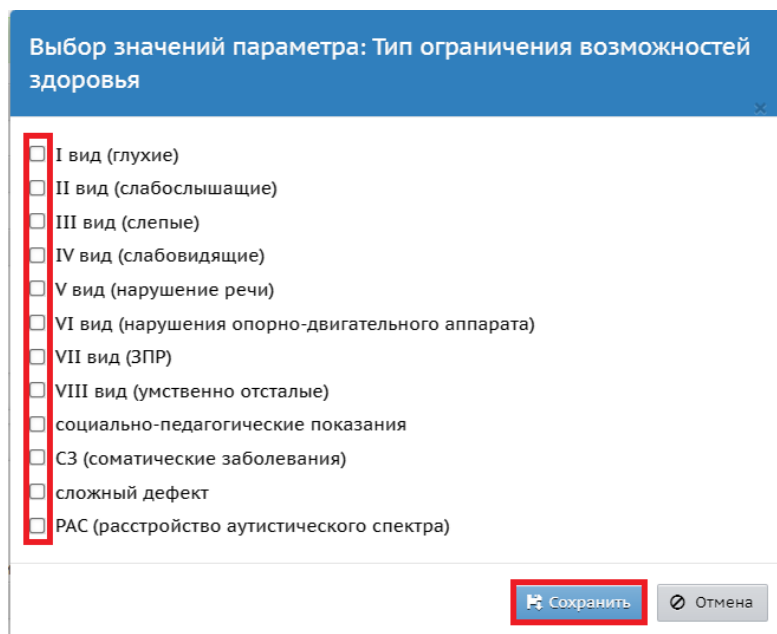 Выбор значений параметра: Тип ограничения возможностей
здоровья
I вид (глухие)
II вид (слабослышащие)
III вид (слепые)
IV вид (слабовидящие)
V вид (нарушение речи)
VI вид (нарушения опорно-двигательного аппарата)
VII вид (ЗПР)
VIII вид (умственно отсталые)
социально-педагогические показания
СЗ (соматические заболевания)
сложный дефект
РАС (расстройство аутистического спектра)
Сохранить
Отмена